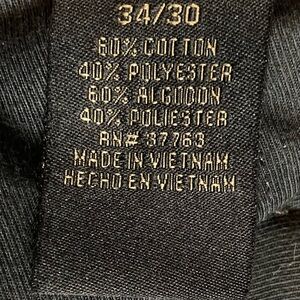 34/30
60% COTTON
40% POLYESTER
60% ALGODON
40% POLIESTER
RN# 37763
MADE IN VIETNAM
HECHO EN VIETNAM